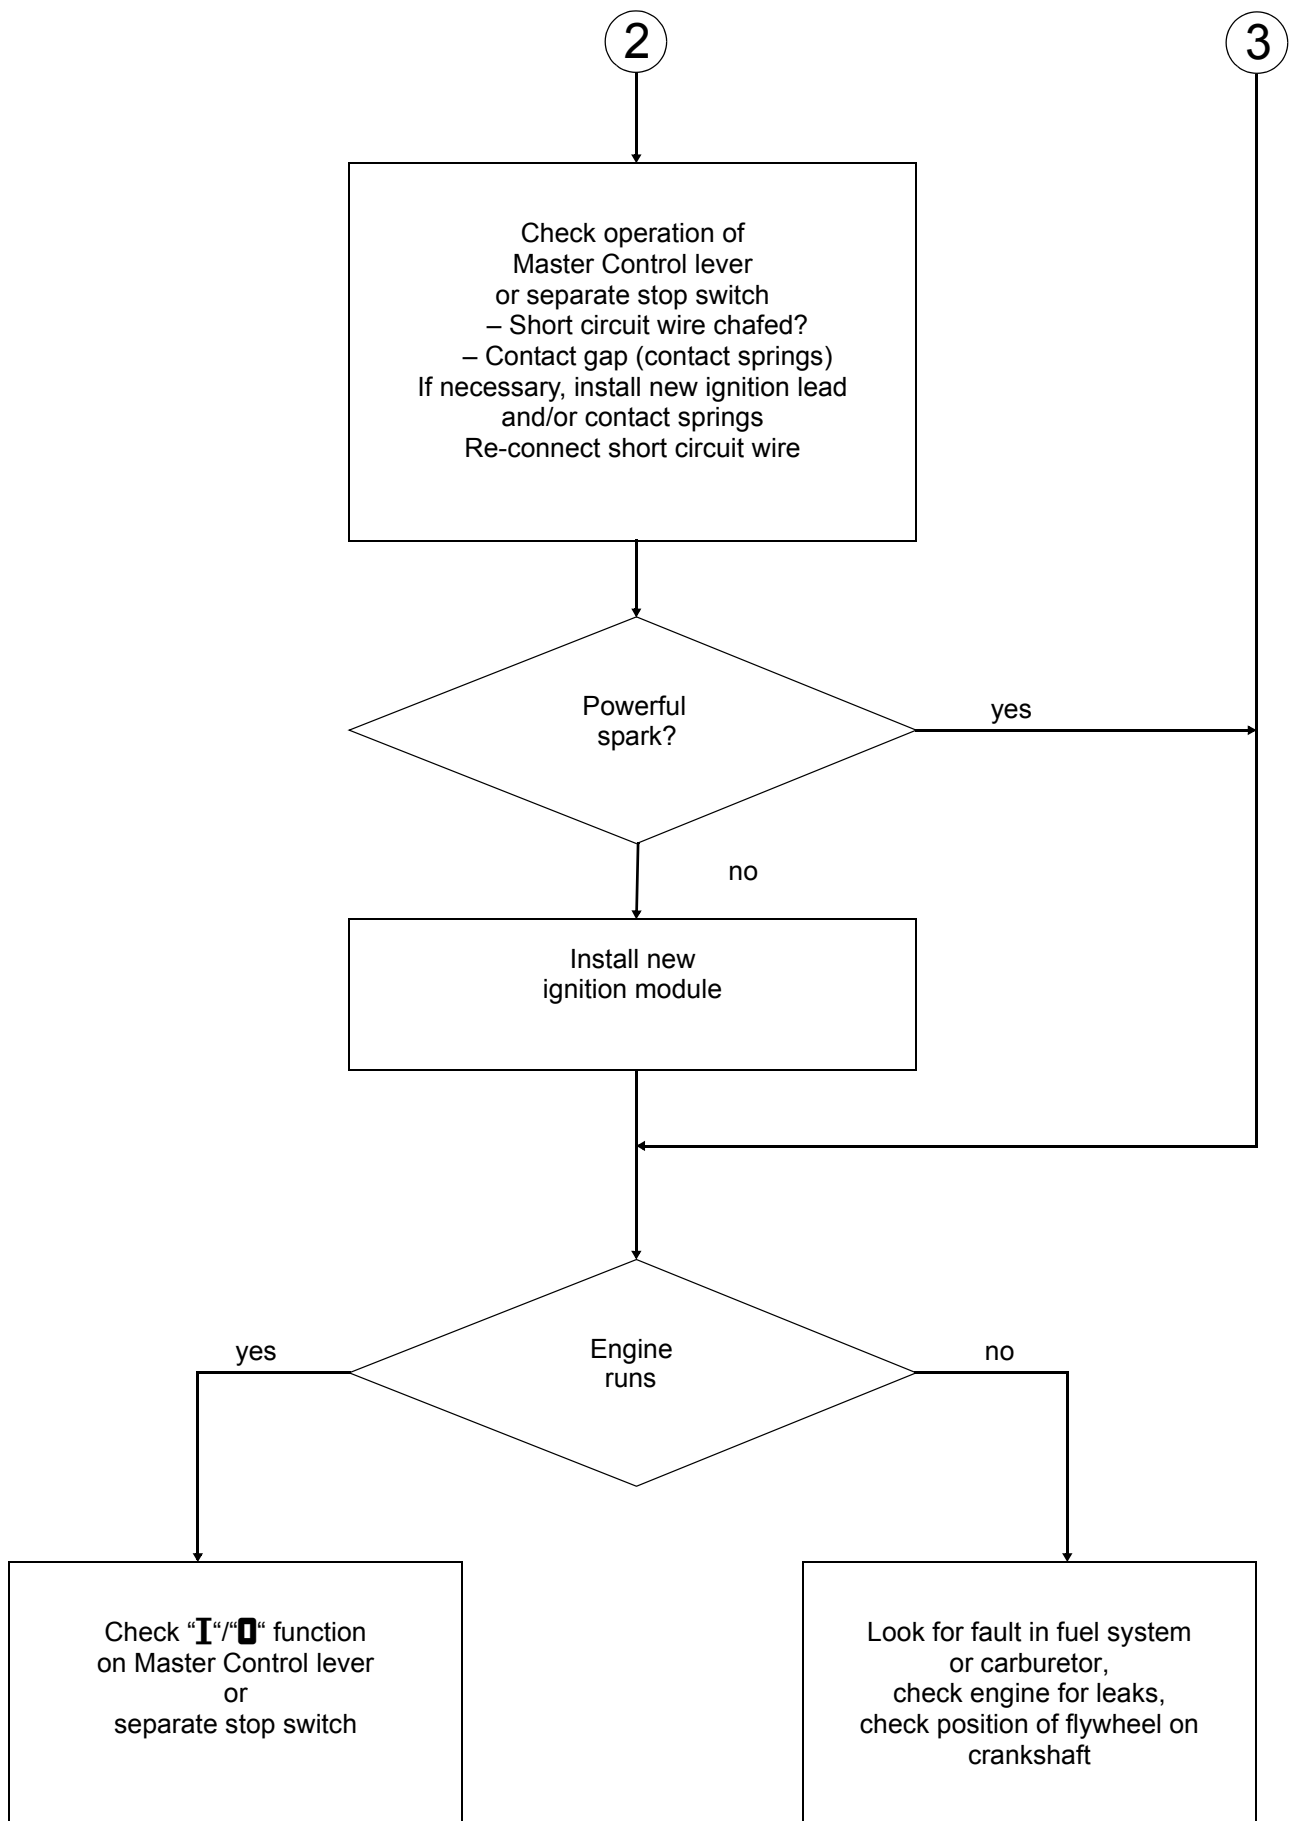 2
3
Check operation of
Master Control lever
or separate stop switch
– Short circuit wire chafed?
– Contact gap (contact springs)
If necessary, install new ignition lead
and/or contact springs
Re-connect short circuit wire
Powerful
spark?
yes
no
Install new
ignition module
Engine
runs
yes
no
Check “I“/“0“ function
on Master Control lever
or
separate stop switch
Look for fault in fuel system
or carburetor,
check engine for leaks,
check position of flywheel on
crankshaft